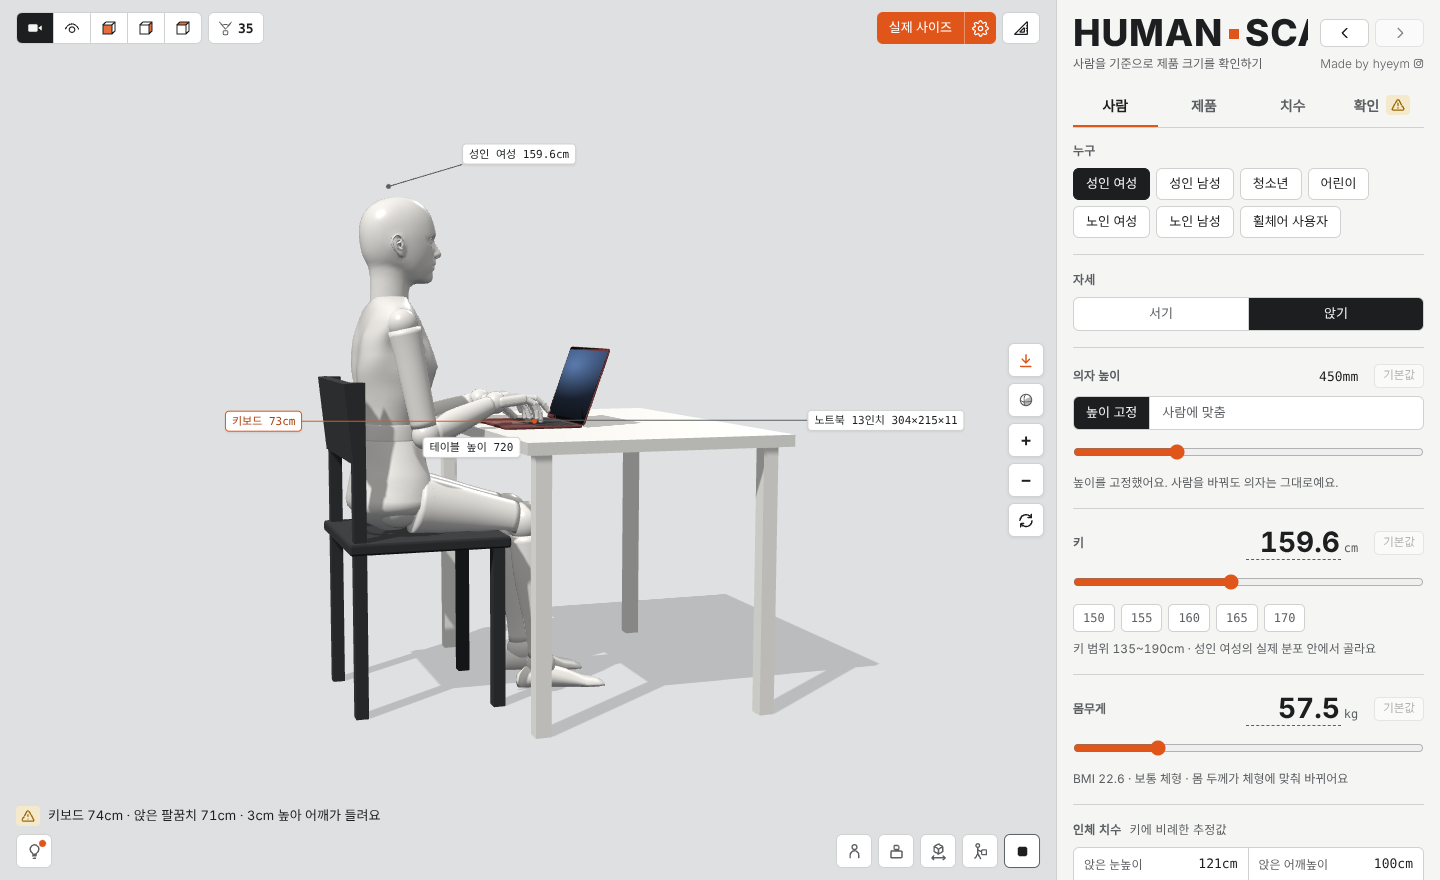 35
실제 사이즈
HUMAN▪SCA
사람을 기준으로 제품 크기를 확인하기
Made by hyeym
사람 제품 치수 확인
누구
성인 여성 성인 남성 청소년 어린이
노인 여성 노인 남성 휠체어 사용자
자세
서기 앉기
의자 높이 450mm 기본값
높이 고정 사람에 맞춤
높이를 고정했어요. 사람을 바꿔도 의자는 그대로예요.
키 159.6 cm 기본값
150 155 160 165 170
키 범위 135~190cm · 성인 여성의 실제 분포 안에서 골라요
몸무게 57.5 kg 기본값
BMI 22.6 · 보통 체형 · 몸 두께가 체형에 맞춰 바뀌어요
인체 치수 키에 비례한 추정값
앉은 눈높이 121cm 앉은 어깨높이 100cm
성인 여성 159.6cm
키보드 73cm
노트북 13인치 304×215×11
테이블 높이 720
키보드 74cm · 앉은 팔꿈치 71cm · 3cm 높아 어깨가 들려요